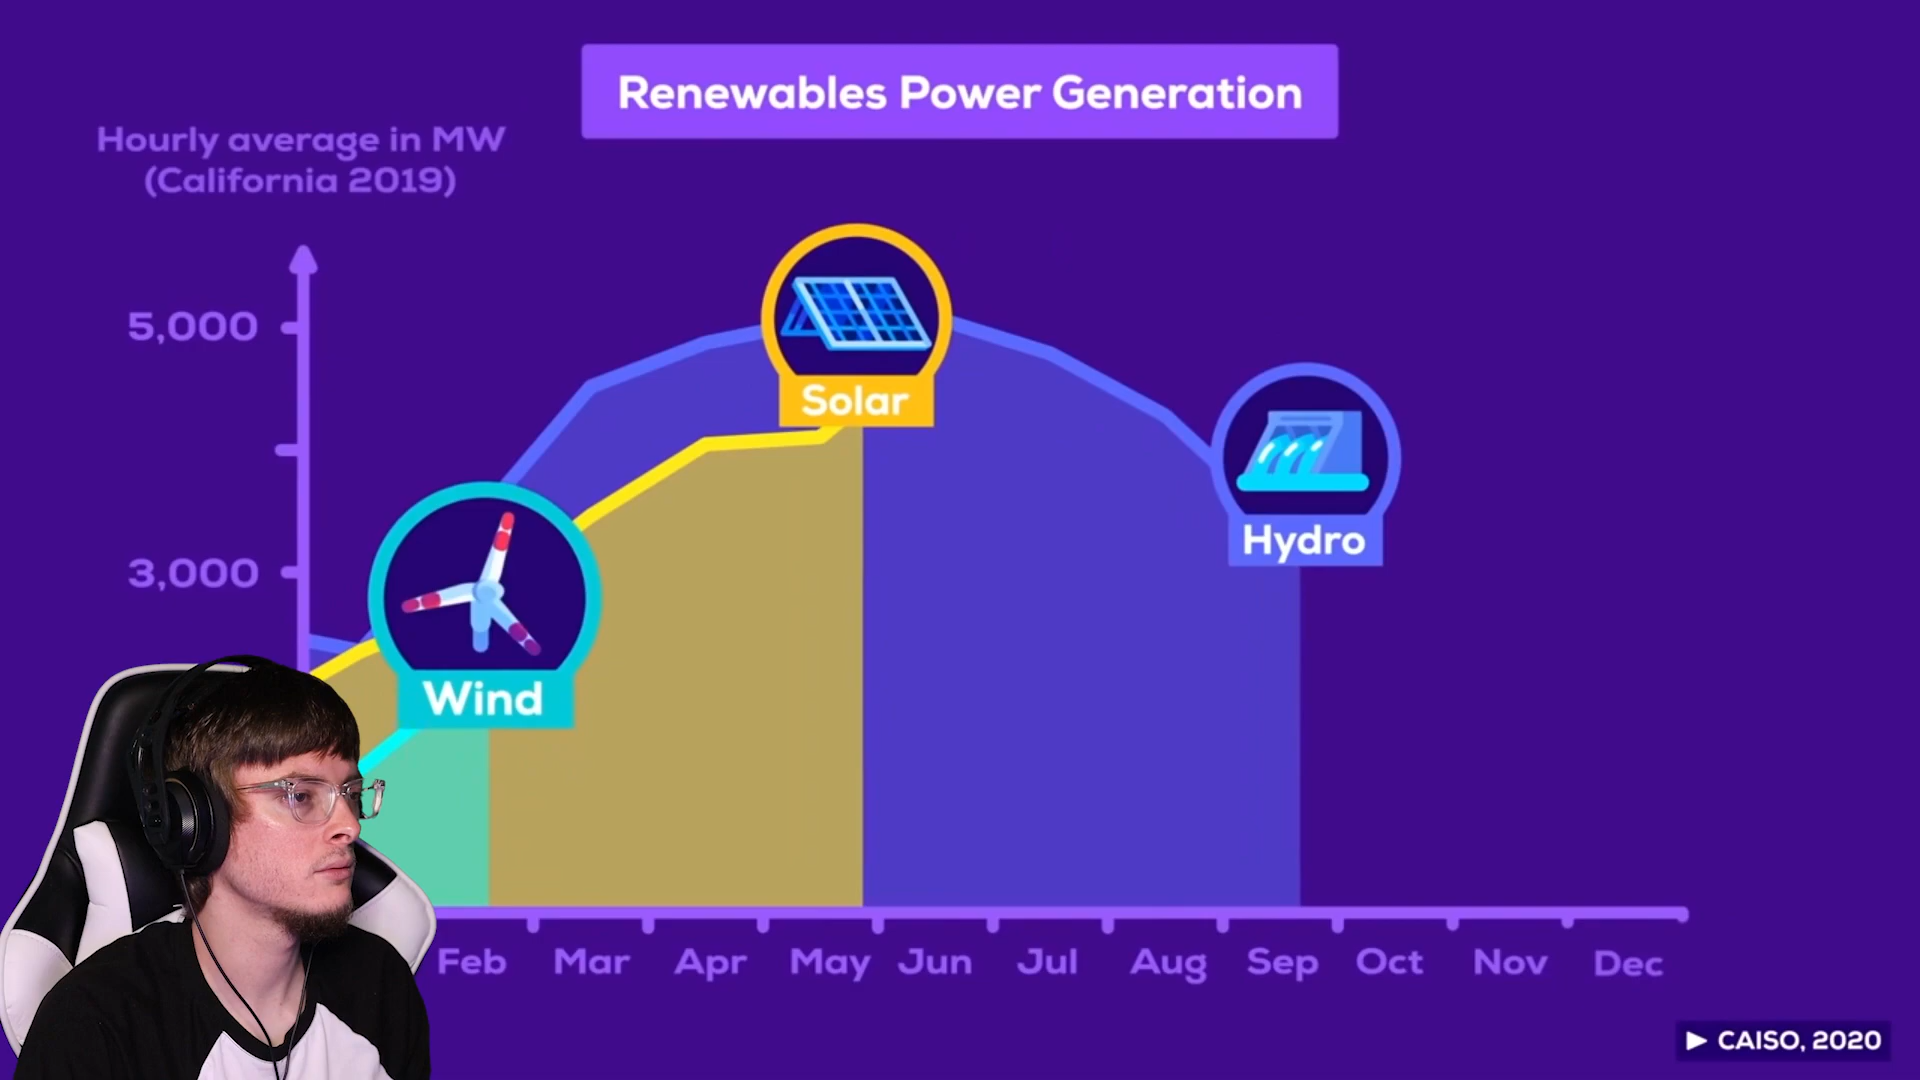 Renewables Power Generation
Hourly average in MW
(California 2019)
5,000
Solar
Hydro
3,000
Wind
Feb Mar Apr May Jun Jul Aug Sep Oct Nov Dec
▶ CAISO, 2020